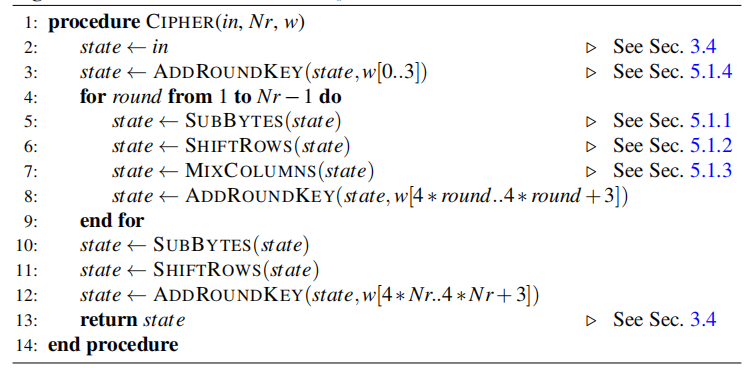 1: procedure CIPHER(in, Nr, w)
2: state ← in ▷ See Sec. 3.4
3: state ← ADDROUNDKEY(state,w[0..3]) ▷ See Sec. 5.1.4
4: for round from 1 to Nr − 1 do
5: state ← SUBBYTES(state) ▷ See Sec. 5.1.1
6: state ← SHIFTROWS(state) ▷ See Sec. 5.1.2
7: state ← MIXCOLUMNS(state) ▷ See Sec. 5.1.3
8: state ← ADDROUNDKEY(state,w[4 ∗ round..4 ∗ round + 3])
9: end for
10: state ← SUBBYTES(state)
11: state ← SHIFTROWS(state)
12: state ← ADDROUNDKEY(state,w[4 ∗ Nr..4 ∗ Nr + 3])
13: return state ▷ See Sec. 3.4
14: end procedure